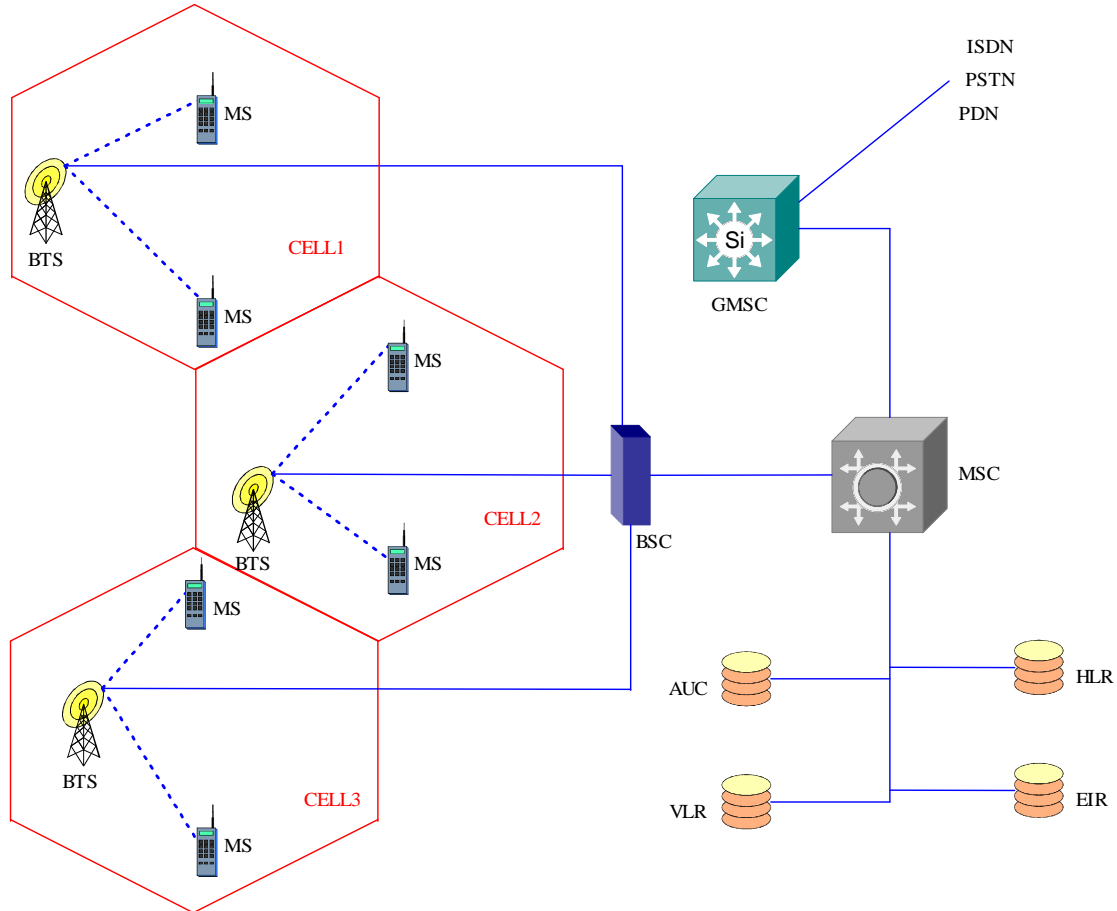 ISDN
PSTN
PDN
MS
BTS
CELL1
MS
Si
GMSC
MS
BTS
CELL2
MS
BSC
MSC
MS
BTS
CELL3
MS
AUC
HLR
VLR
EIR